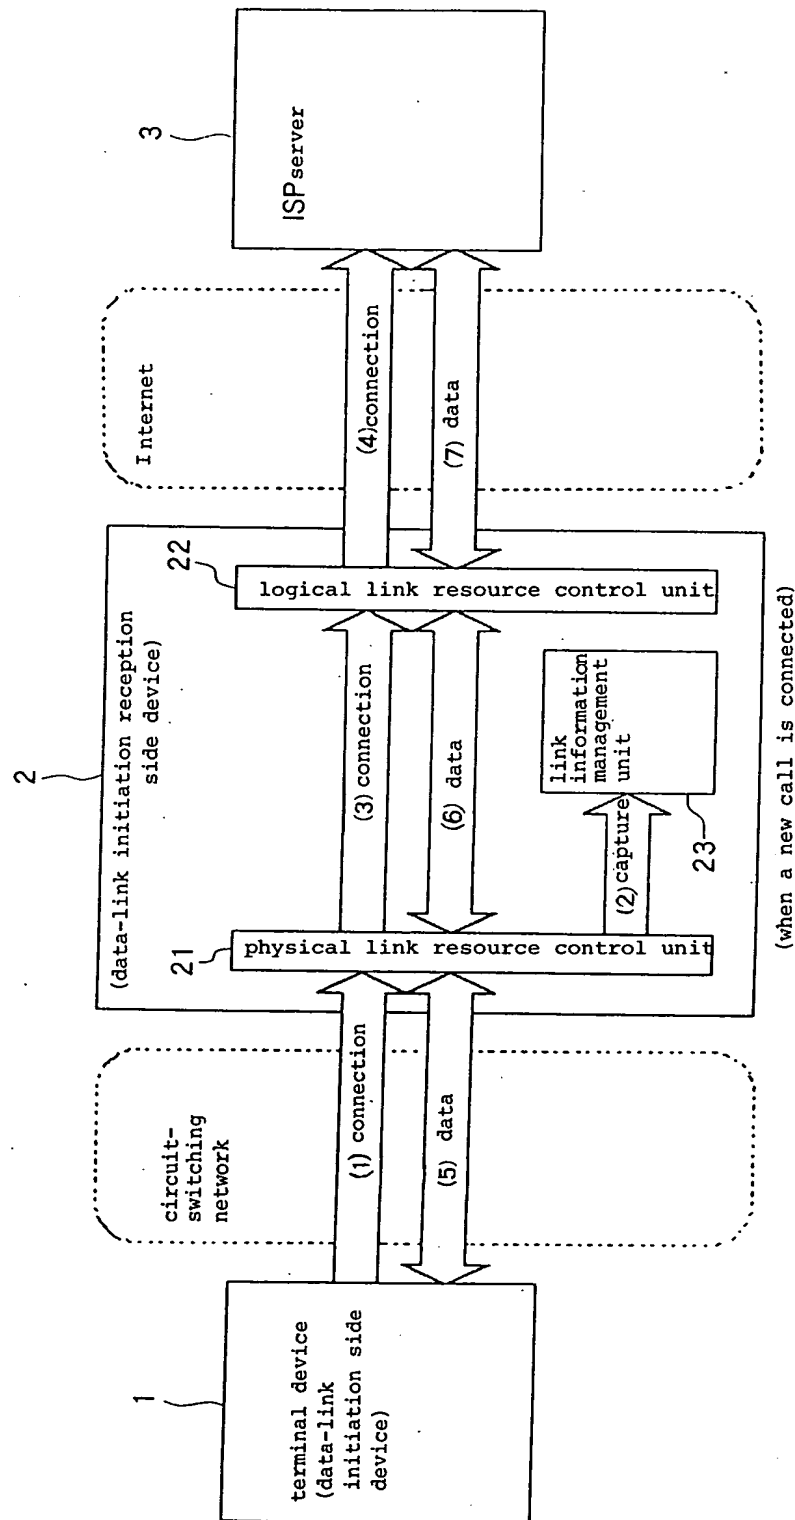 1
terminal device
(data-link
initiation side
device)
circuit-
switching
network
(1) connection
(5) data
2
(data-link initiation reception
side device)
21
physical link resource control unit
(2) capture
(3) connection
(6) data
23
link
information
management
unit
22
logical link resource control unit
Internet
(4) connection
(7) data
3
ISP server
(when a new call is connected)